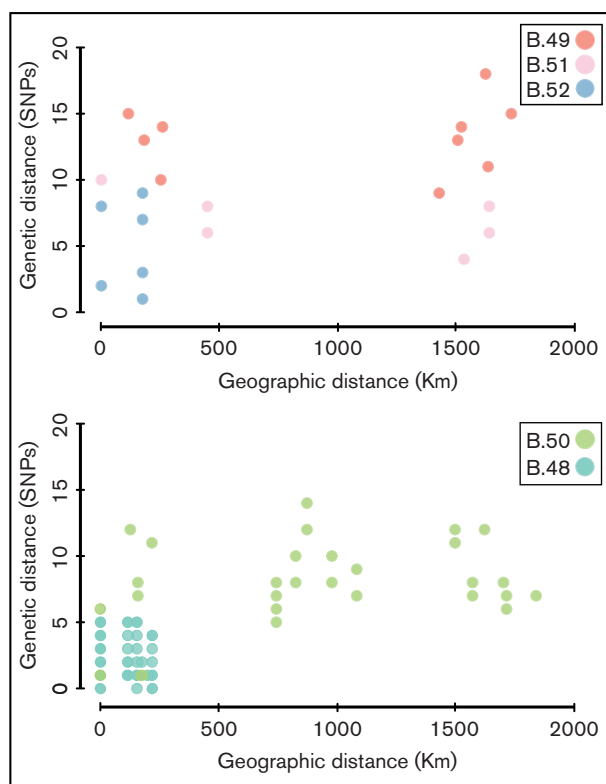 B.49
B.51
B.52
Genetic distance (SNPs)
20
15
10
5
0
0 500 1000 1500 2000
Geographic distance (Km)
B.50
B.48
Genetic distance (SNPs)
20
15
10
5
0
0 500 1000 1500 2000
Geographic distance (Km)